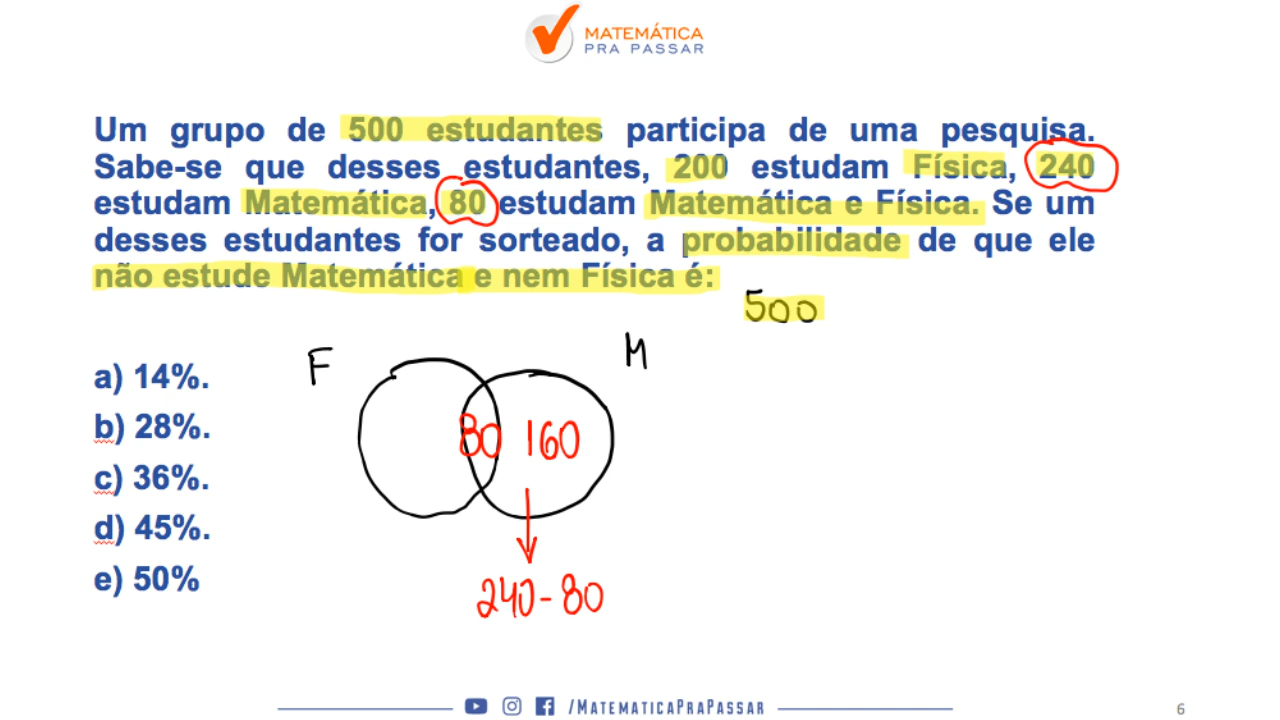 MATEMÁTICA
PRA PASSAR
Um grupo de 500 estudantes participa de uma pesquisa.
Sabe-se que desses estudantes, 200 estudam Física, 240
estudam Matemática, 80 estudam Matemática e Física. Se um
desses estudantes for sorteado, a probabilidade de que ele
não estude Matemática e nem Física é:
500
F
M
a) 14%.
b) 28%.
c) 36%.
d) 45%.
e) 50%
80 160
240-80
/MATEMATICAPRAPASSAR
6